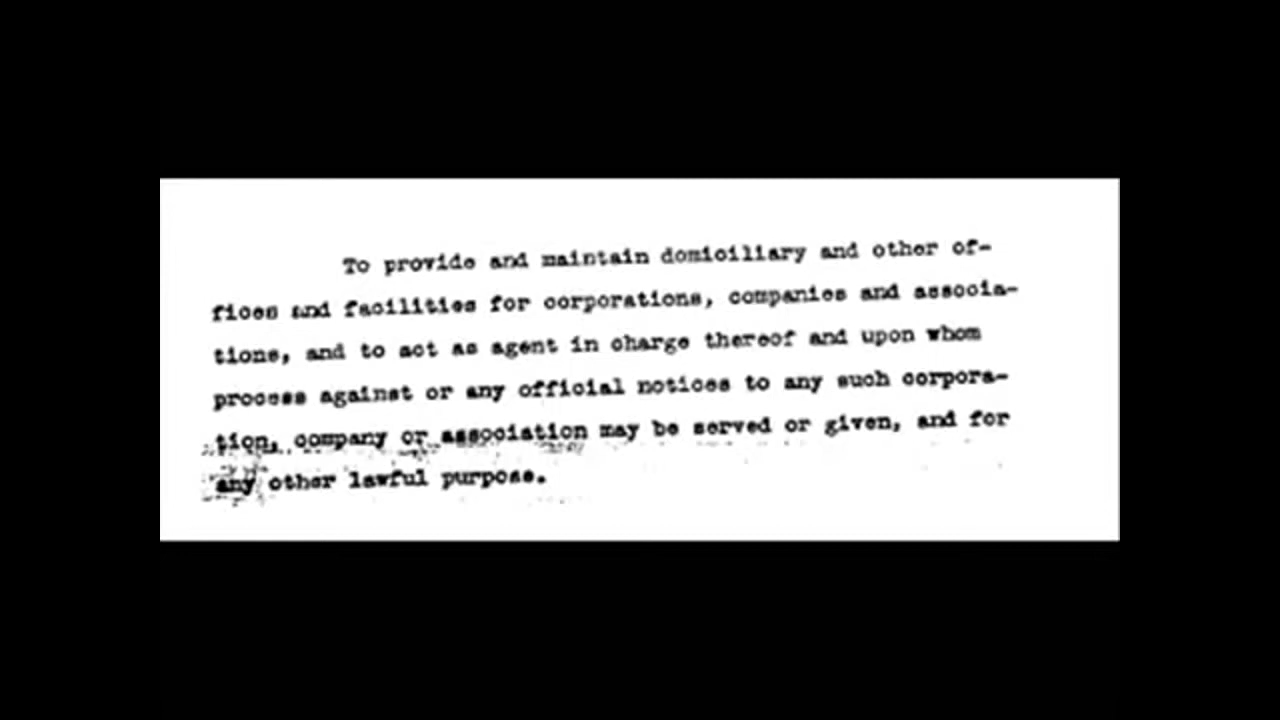 To provide and maintain domiciliary and other of-
fices and facilities for corporations, companies and associa-
tions, and to act as agent in charge thereof and upon whom
process against or any official notices to any such corpora-
tion, company or association may be served or given, and for
any other lawful purpose.